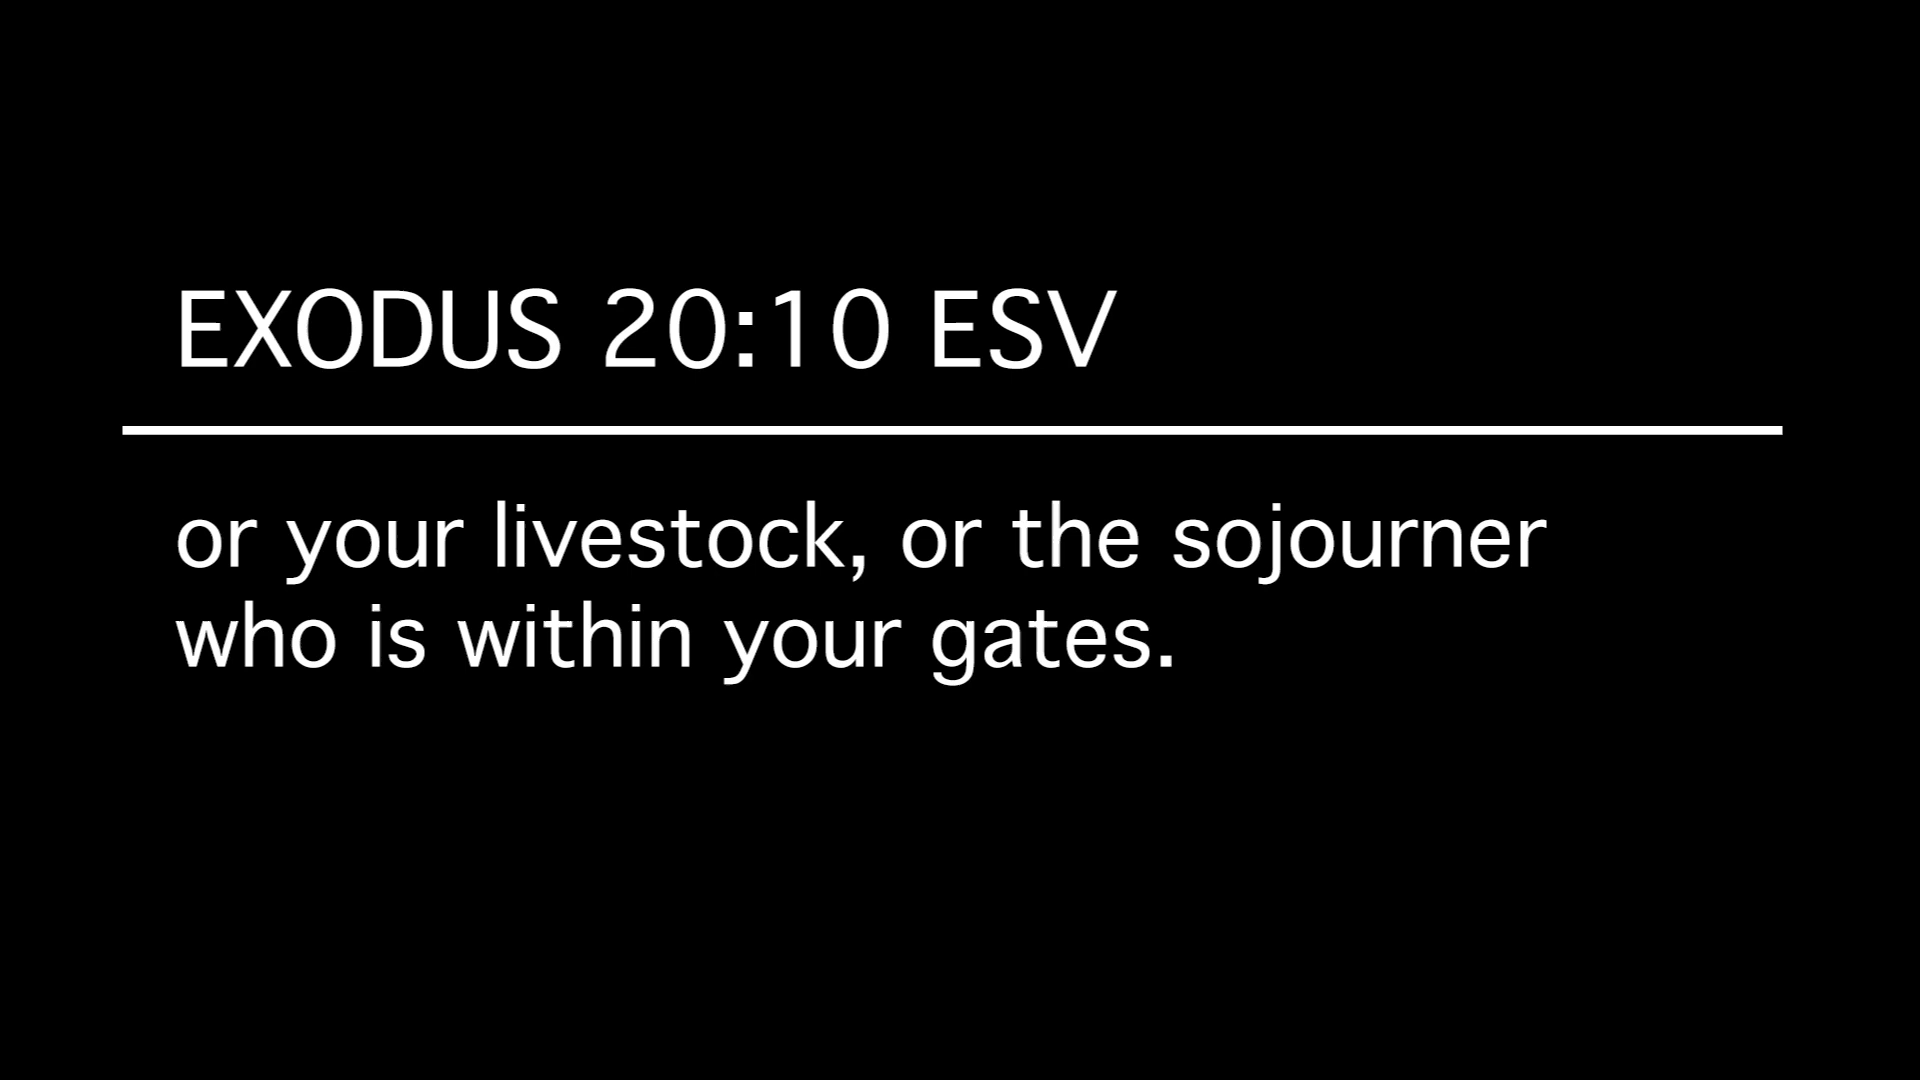 EXODUS 20:10 ESV
or your livestock, or the sojourner
who is within your gates.